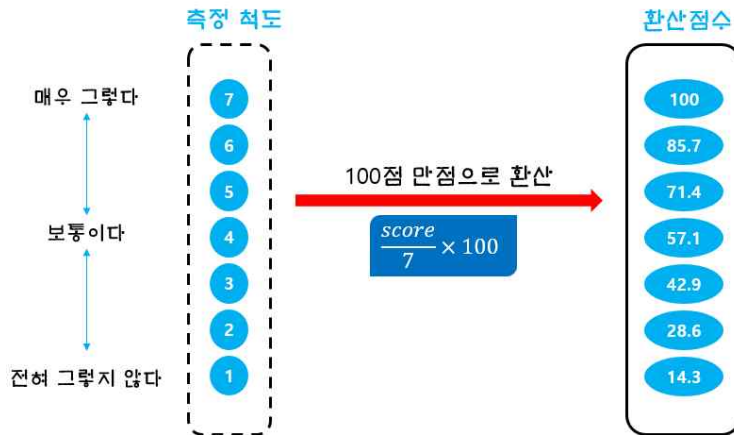 측정 척도
환산점수
매우 그렇다
7
100
6
85.7
5
71.4
100점 만점으로 환산
보통이다
4
57.1
score/7 × 100
3
42.9
2
28.6
전혀 그렇지 않다
1
14.3